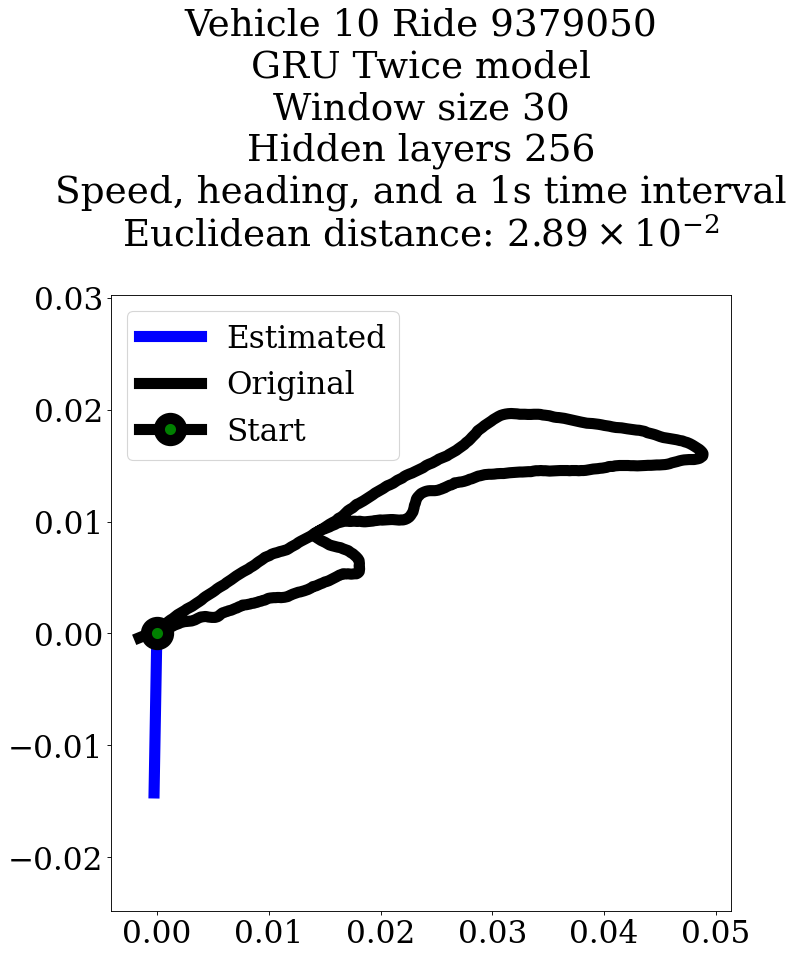 Vehicle 10 Ride 9379050
GRU Twice model
Window size 30
Hidden layers 256
Speed, heading, and a 1s time interval
Euclidean distance: 2.89 × 10⁻²
0.03
0.02
0.01
0.00
−0.01
−0.02
Estimated
Original
Start
0.00 0.01 0.02 0.03 0.04 0.05